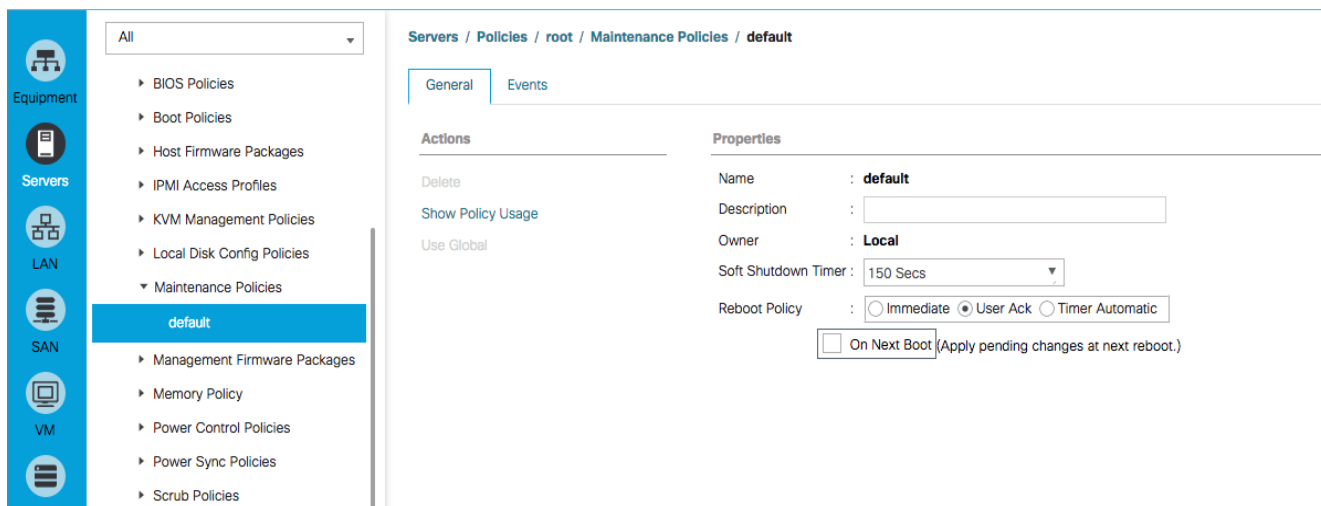 Equipment
Servers
LAN
SAN
VM
All
BIOS Policies
Boot Policies
Host Firmware Packages
IPMI Access Profiles
KVM Management Policies
Local Disk Config Policies
Maintenance Policies
default
Management Firmware Packages
Memory Policy
Power Control Policies
Power Sync Policies
Scrub Policies
Servers / Policies / root / Maintenance Policies / default
General Events
Actions
Delete
Show Policy Usage
Use Global
Properties
Name : default
Description :
Owner : Local
Soft Shutdown Timer : 150 Secs
Reboot Policy : Immediate User Ack Timer Automatic
On Next Boot (Apply pending changes at next reboot.)